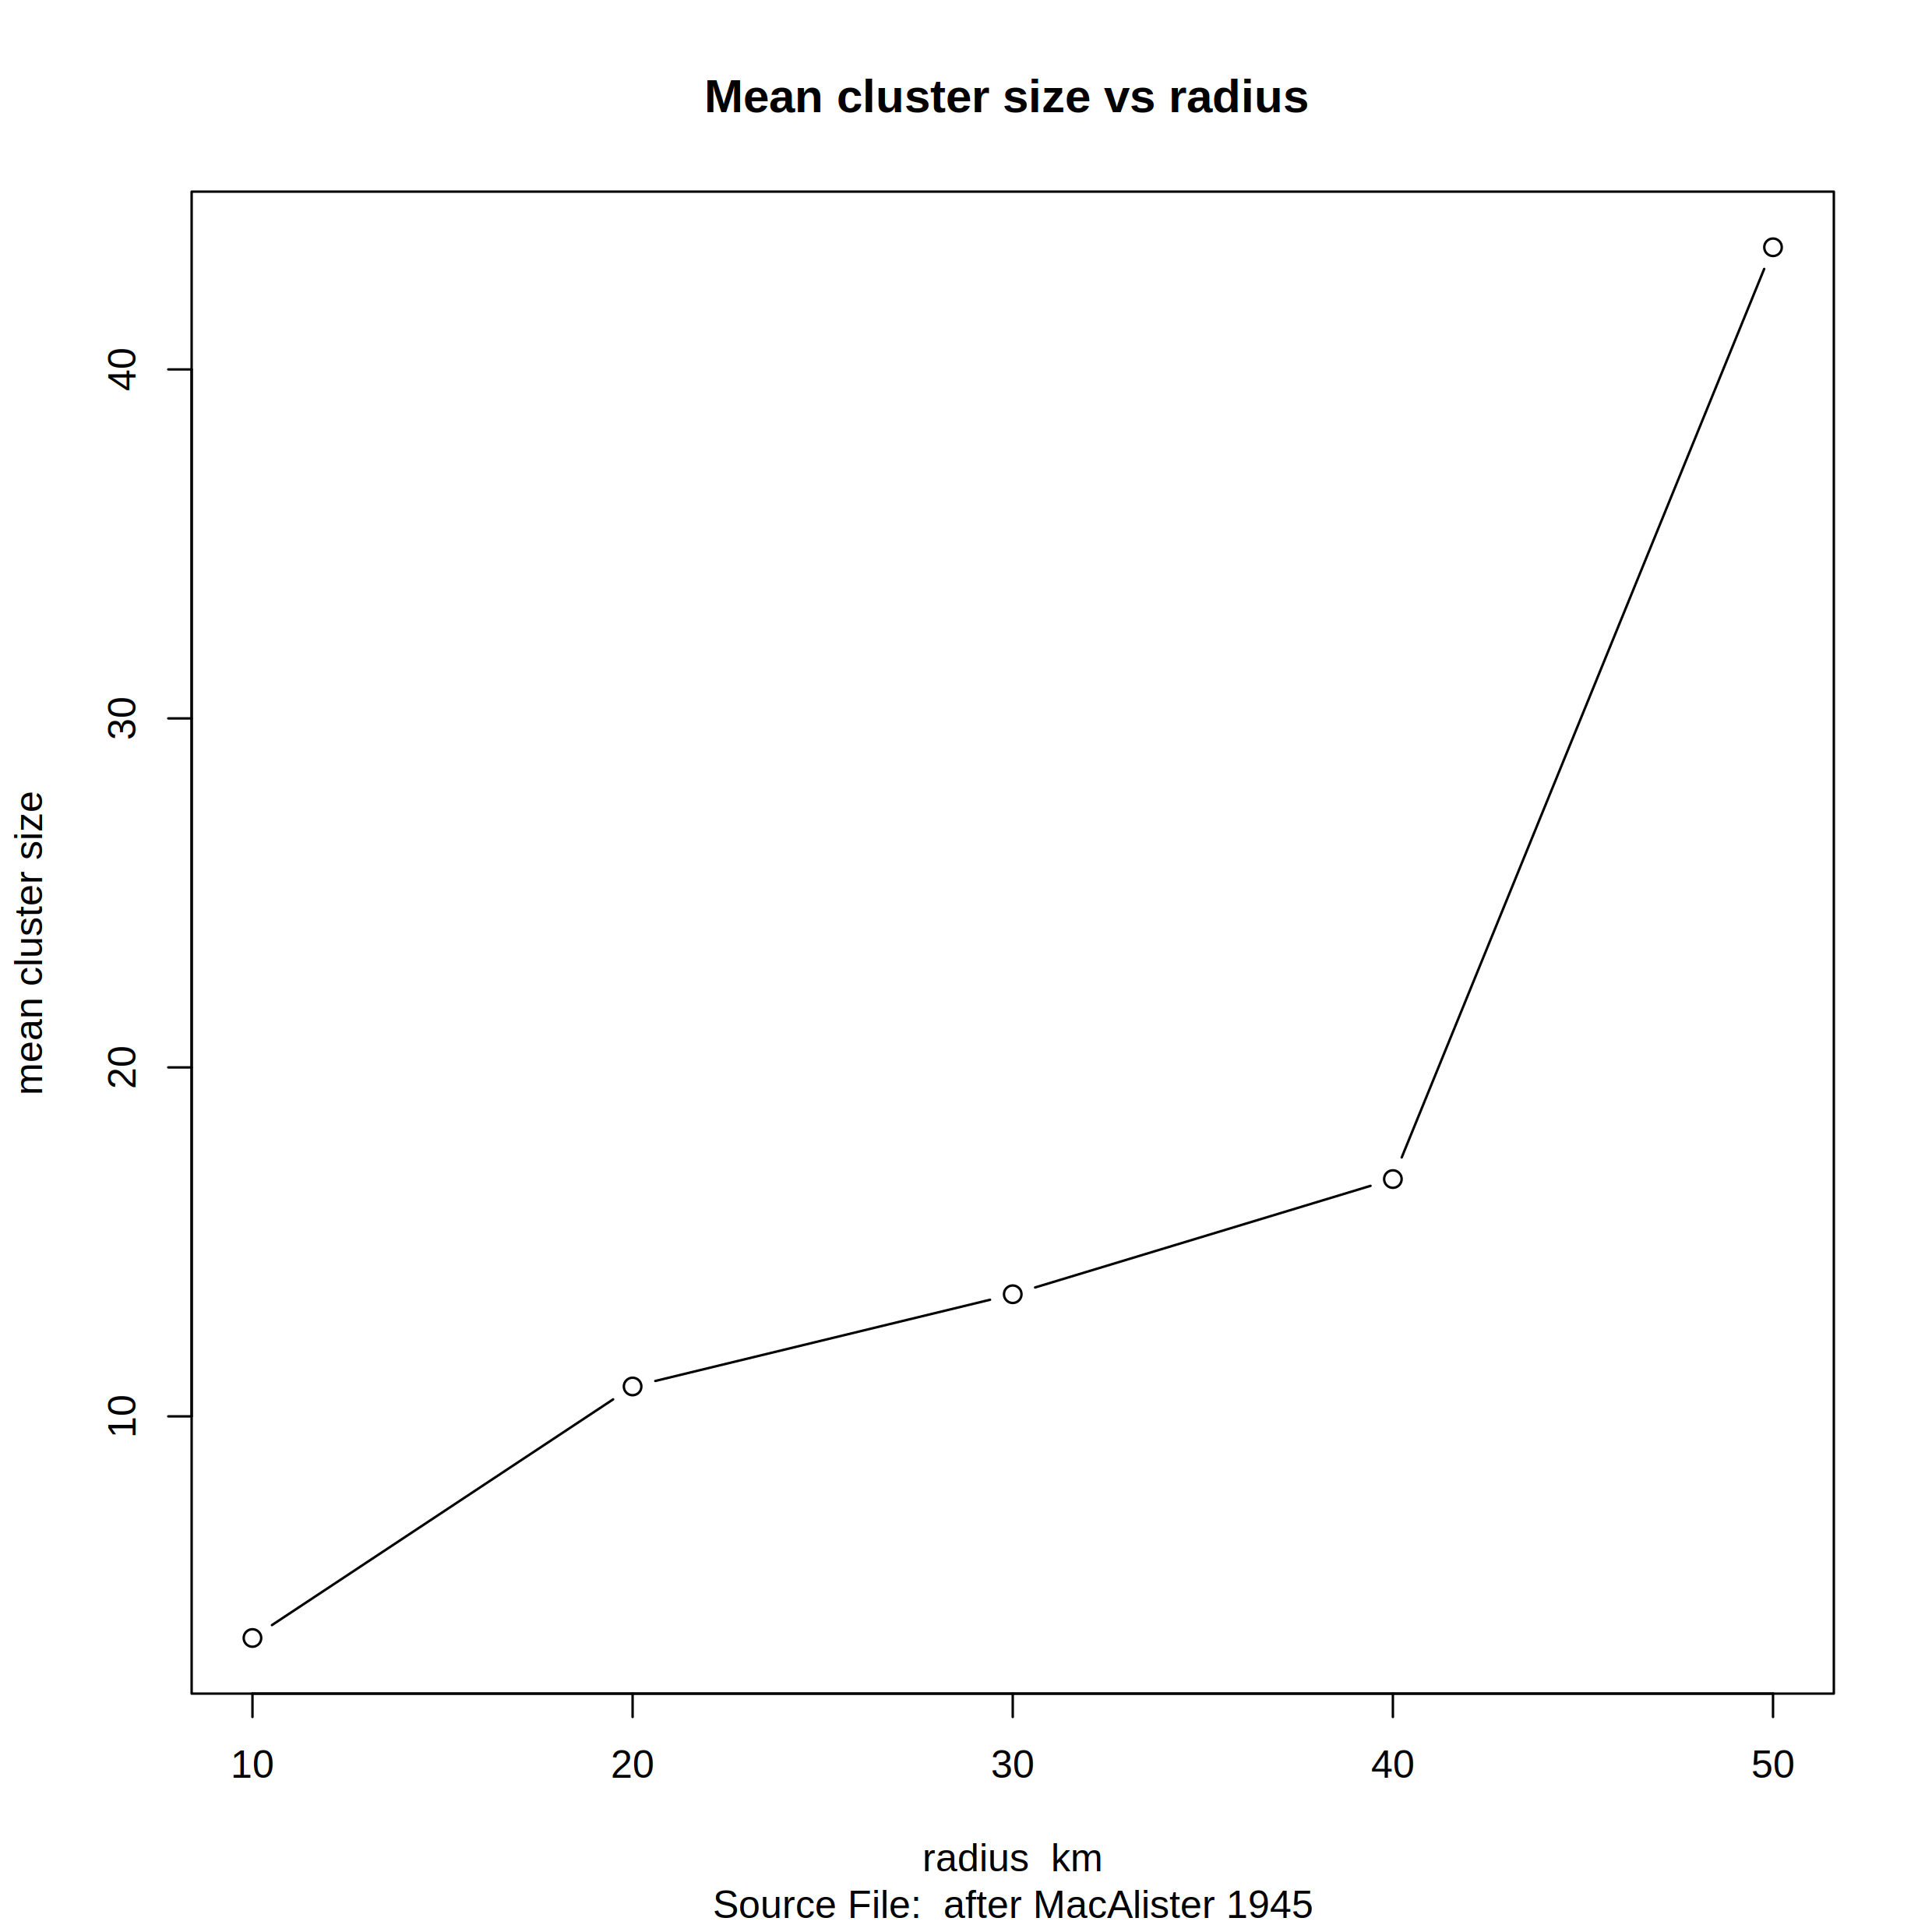 Mean cluster size vs radius
mean cluster size
40
30
20
10
10 20 30 40 50
radius  km
Source File:  after MacAlister 1945